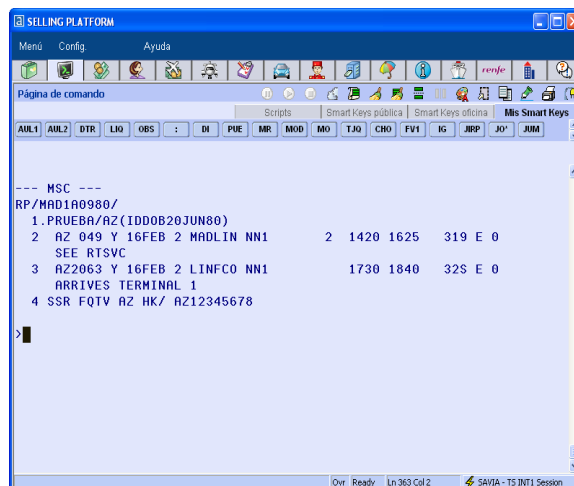 a SELLING PLATFORM
Menú Config. Ayuda
renfe
Página de comando
Scripts Smart Keys pública Smart Keys oficina Mis Smart Keys
AUL1 AUL2 DTR LIQ OBS : DI PUE MR MOD MO TJQ CHO FV1 IG JIRP JO' JUM
--- MSC ---
RP/MAD1A0980/
1.PRUEBA/AZ(IDDOB20JUN80)
2 AZ 049 Y 16FEB 2 MADLIN NN1 2 1420 1625 319 E 0
SEE RTSVC
3 AZ2063 Y 16FEB 2 LINFCO NN1 1730 1840 32S E 0
ARRIVES TERMINAL 1
4 SSR FQTV AZ HK/ AZ12345678
>
Ovr Ready Ln 363 Col 2 SAVIA - TS INT1 Session